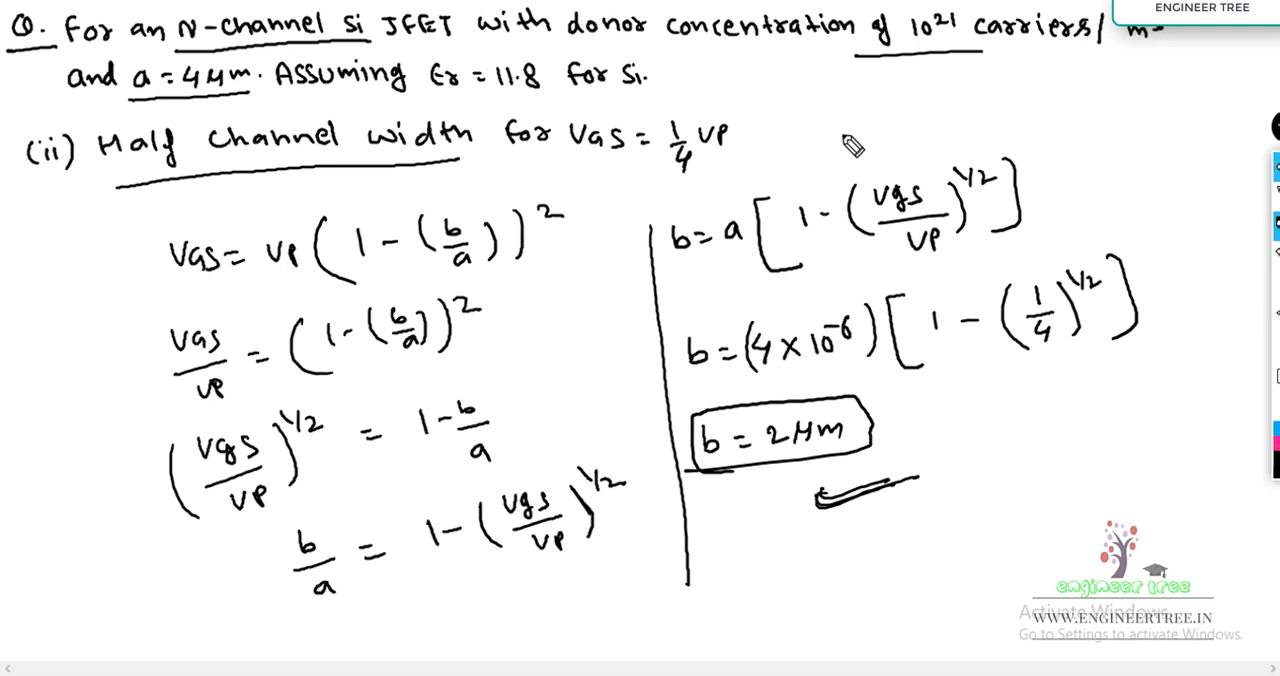 ENGINEER TREE
Q. For an N-channel Si JFET with donor concentration of 10²¹ carriers/
and a = 4 μm. Assuming εr = 11.8 for Si.
(ii) Half channel width for VGS = 1/4 VP
VGS = VP (1 - (b/a))²
VGS/VP = (1 - (b/a))²
(Vgs/VP)^1/2 = 1 - b/a
b/a = 1 - (Vgs/VP)^1/2
b = a [1 - (Vgs/VP)^1/2]
b = (4 × 10⁻⁶) [1 - (1/4)^1/2]
b = 2 μm
engineer tree
WWW.ENGINEERTREE.IN
Activate Windows
Go to Settings to activate Windows.